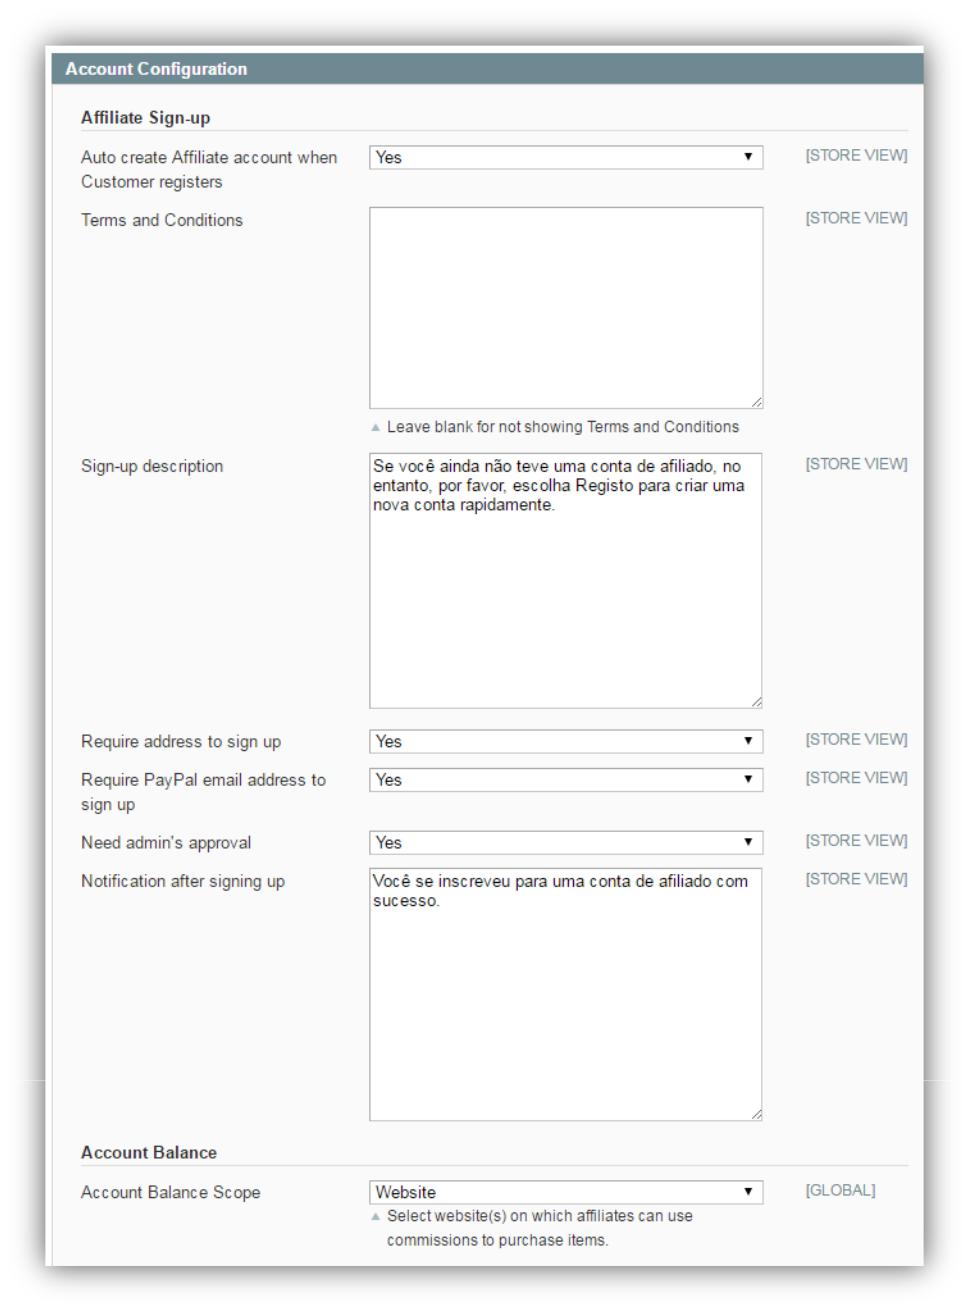 Account Configuration
Affiliate Sign-up
Auto create Affiliate account when
Customer registers
Yes
[STORE VIEW]
Terms and Conditions
[STORE VIEW]
Leave blank for not showing Terms and Conditions
Sign-up description
Se você ainda não teve uma conta de afiliado, no
entanto, por favor, escolha Registo para criar uma
nova conta rapidamente.
[STORE VIEW]
Require address to sign up
Yes
[STORE VIEW]
Require PayPal email address to
sign up
Yes
[STORE VIEW]
Need admin's approval
Yes
[STORE VIEW]
Notification after signing up
Você se inscreveu para uma conta de afiliado com
sucesso.
[STORE VIEW]
Account Balance
Account Balance Scope
Website
[GLOBAL]
Select website(s) on which affiliates can use
commissions to purchase items.